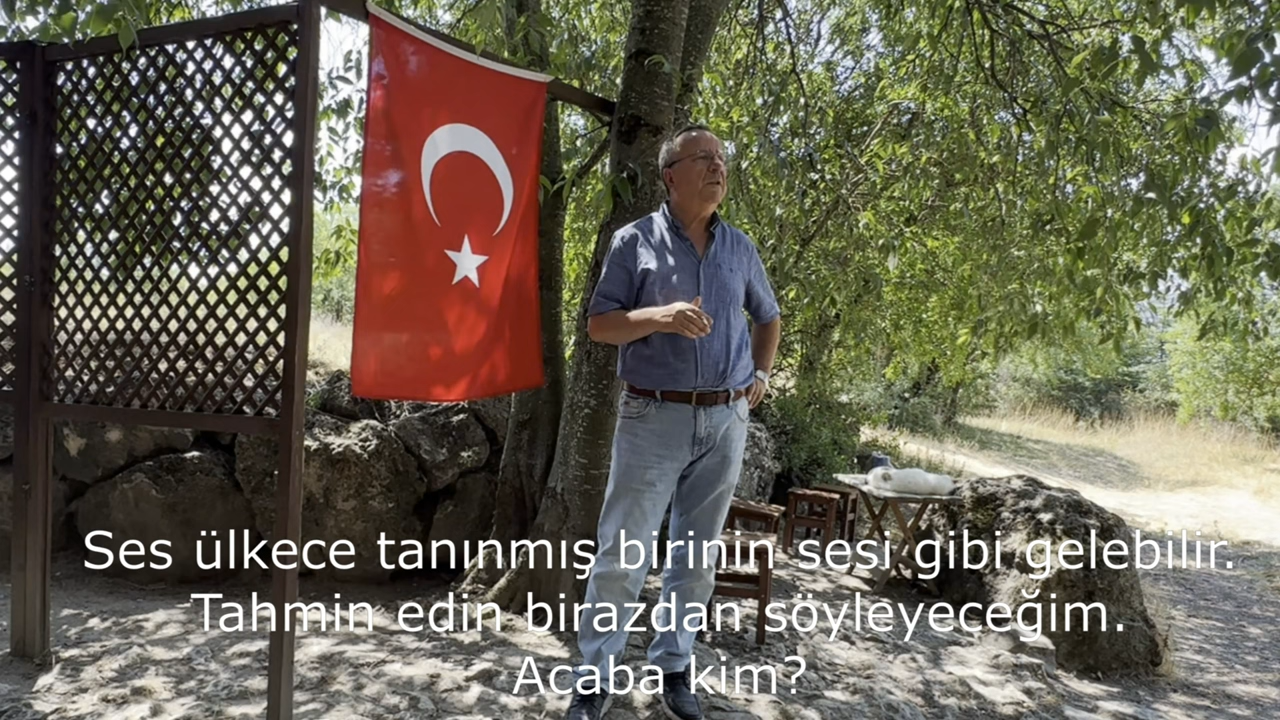 Ses ülkece tanınmış birinin sesi gibi gelebilir.
Tahmin edin birazdan söyleyeceğim.
Acaba kim?